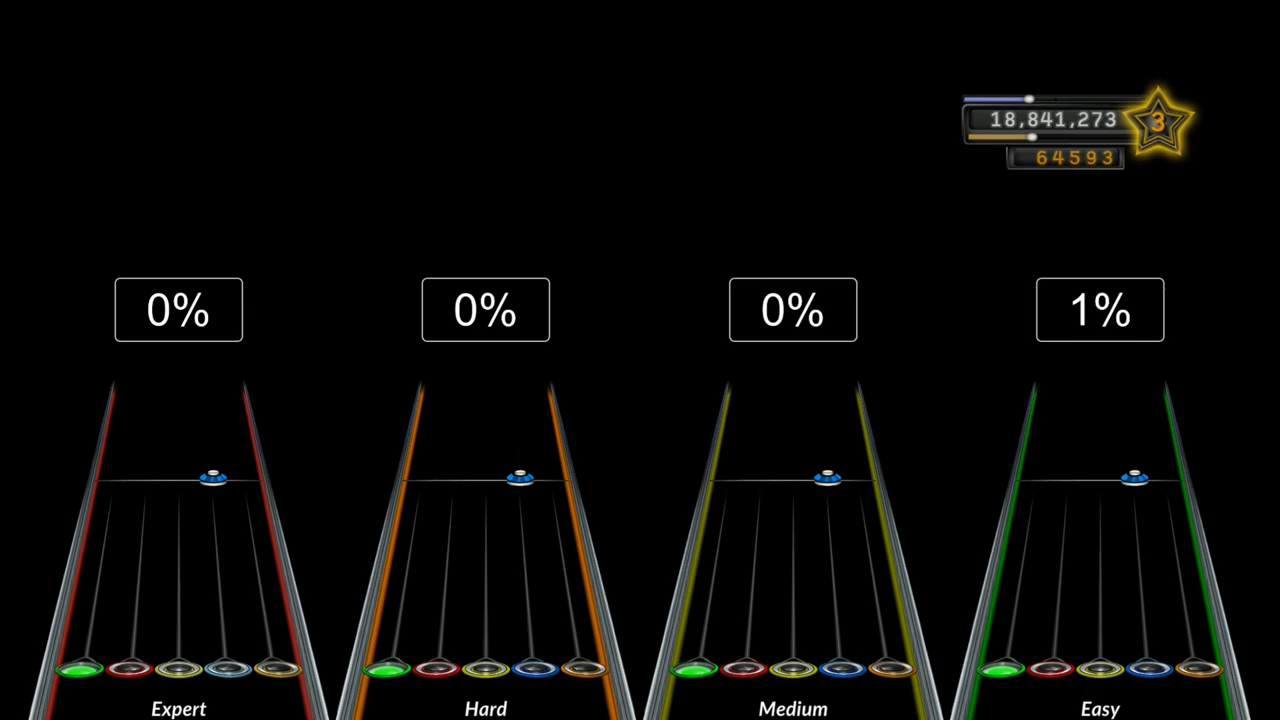 18,841,273
3
64593
0%
0%
0%
1%
Expert
Hard
Medium
Easy